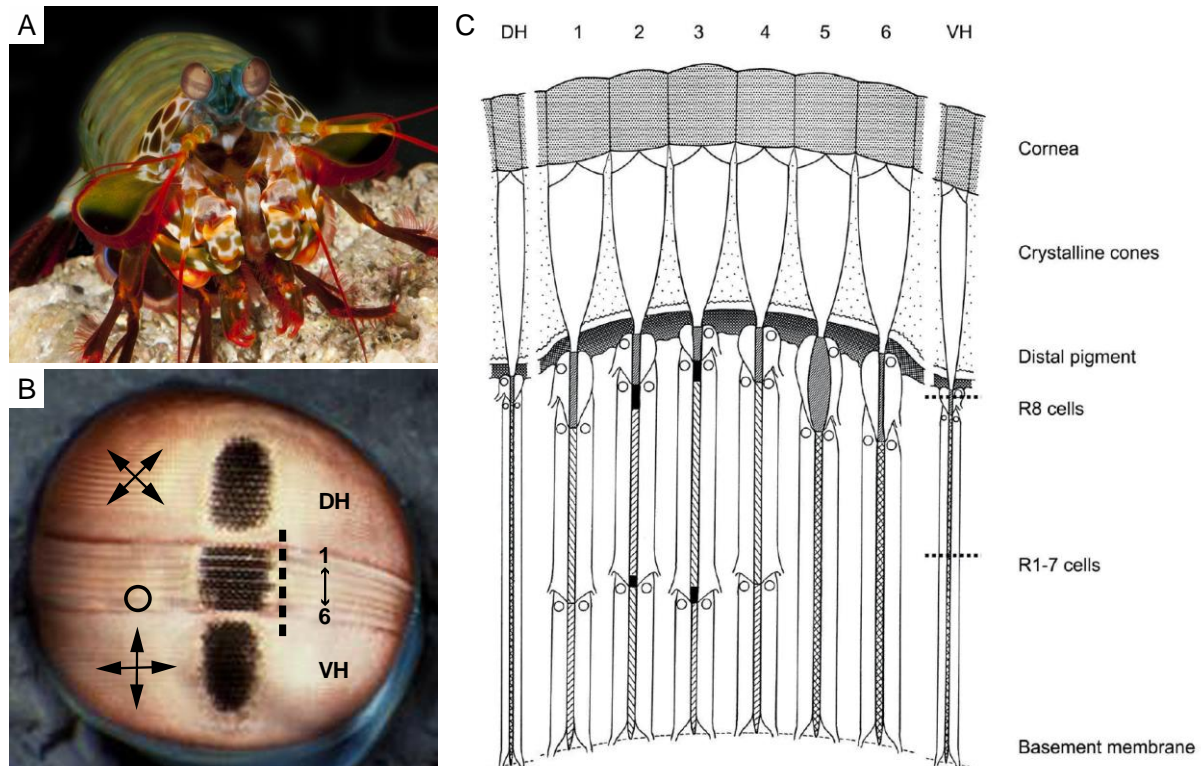 A
B
DH
1
6
VH
C
DH 1 2 3 4 5 6 VH
Cornea
Crystalline cones
Distal pigment
R8 cells
R1-7 cells
Basement membrane